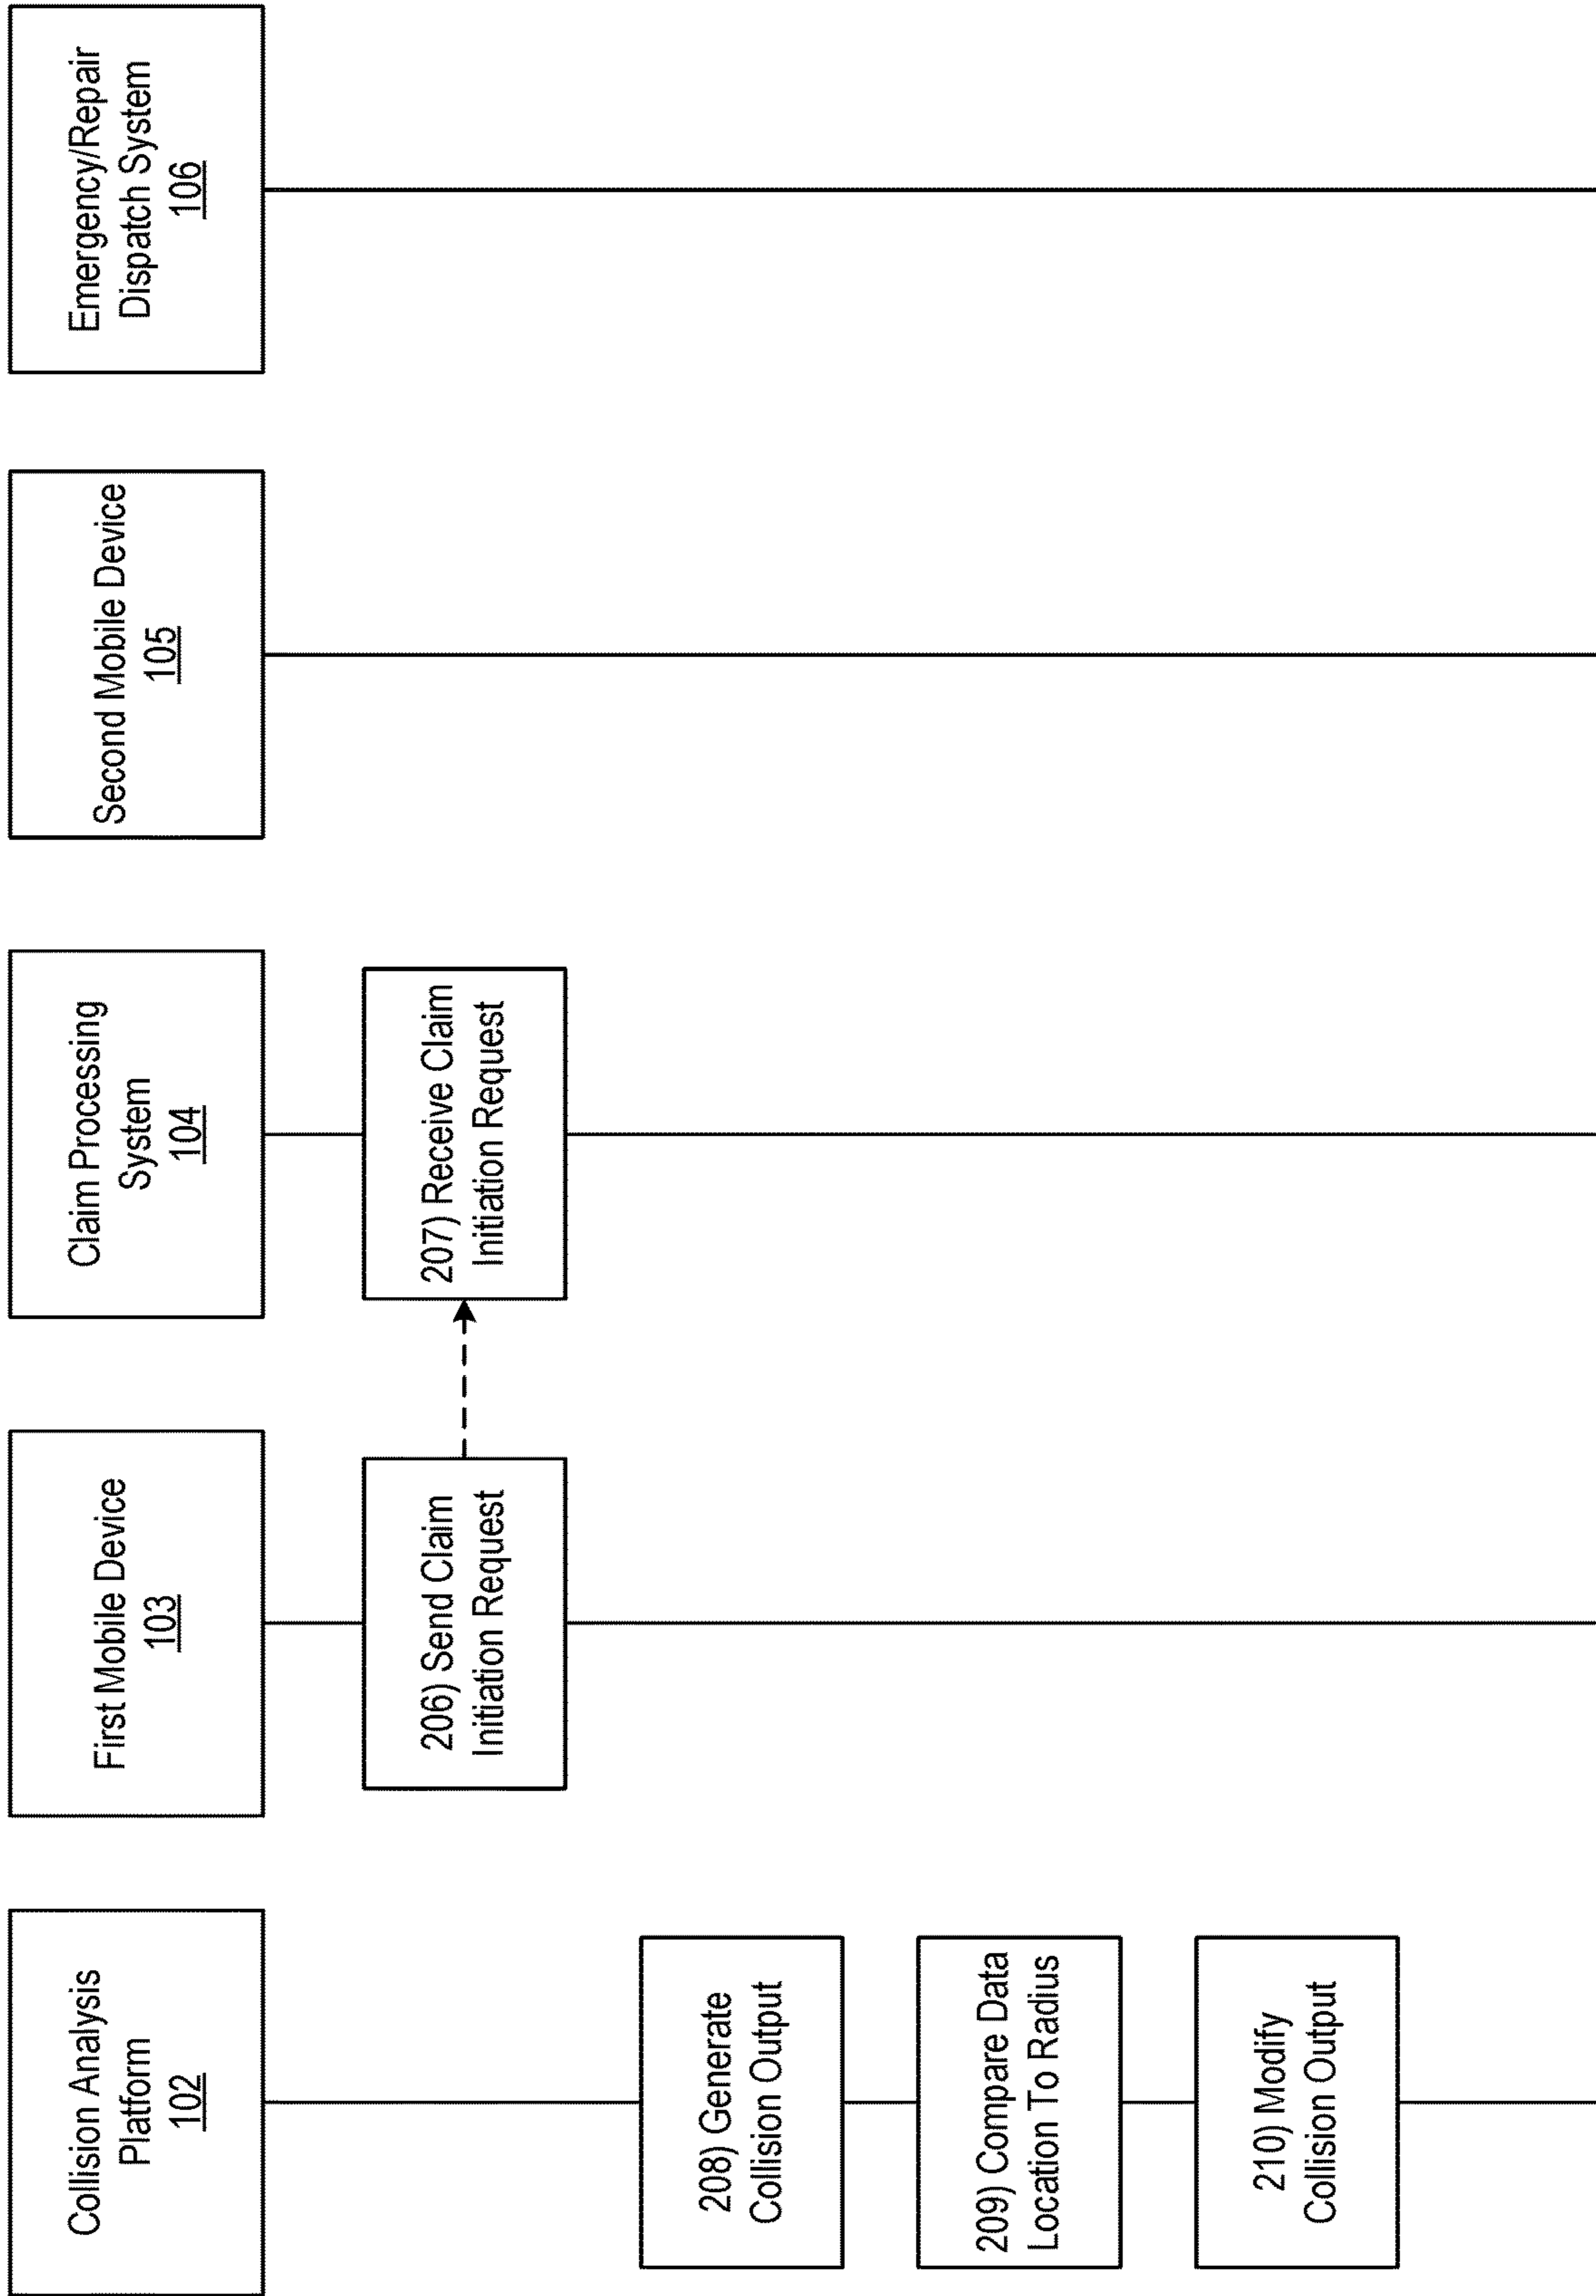 Collision Analysis
Platform
102
First Mobile Device
103
Claim Processing
System
104
Second Mobile Device
105
Emergency/Repair
Dispatch System
106
206) Send Claim
Initiation Request
207) Receive Claim
Initiation Request
208) Generate
Collision Output
209) Compare Data
Location To Radius
210) Modify
Collision Output